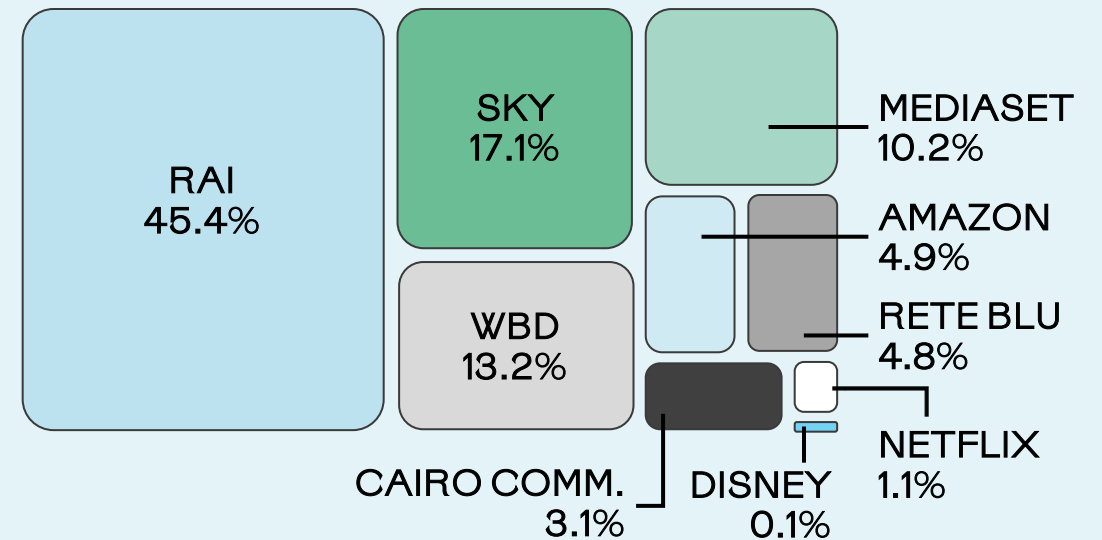 RAI
45.4%
SKY
17.1%
WBD
13.2%
MEDIASET
10.2%
AMAZON
4.9%
RETE BLU
4.8%
CAIRO COMM.
3.1%
NETFLIX
1.1%
DISNEY
0.1%